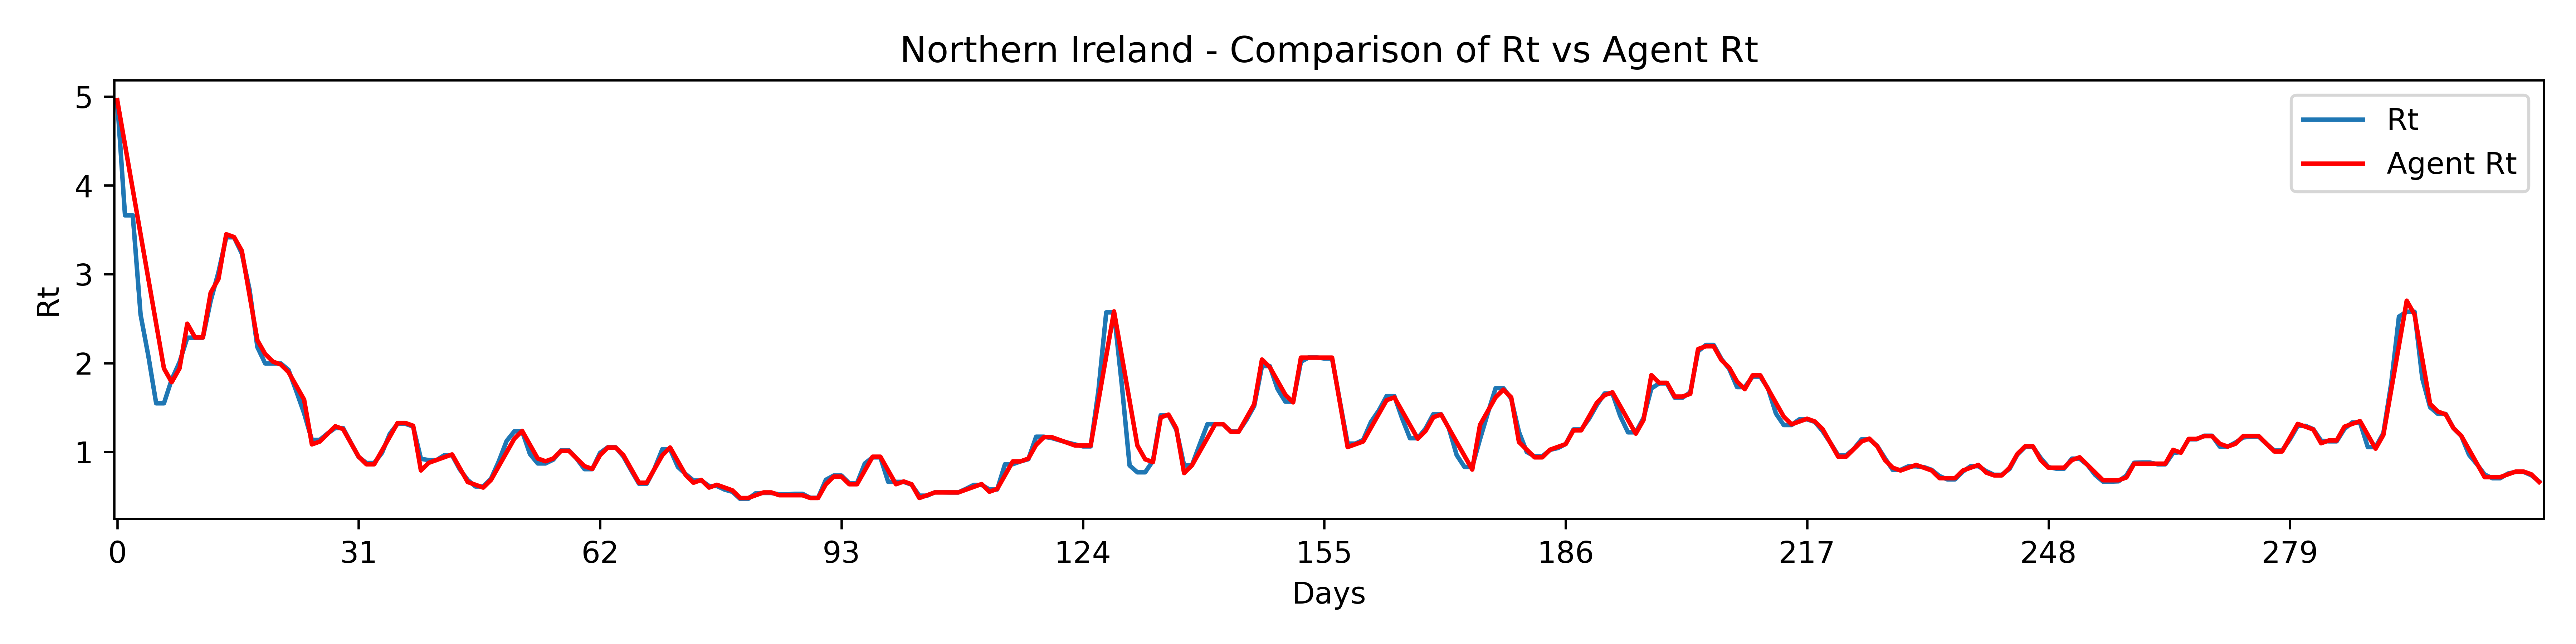 Northern Ireland - Comparison of Rt vs Agent Rt
5
4
3
2
1
Rt
Rt
Agent Rt
0 31 62 93 124 155 186 217 248 279
Days